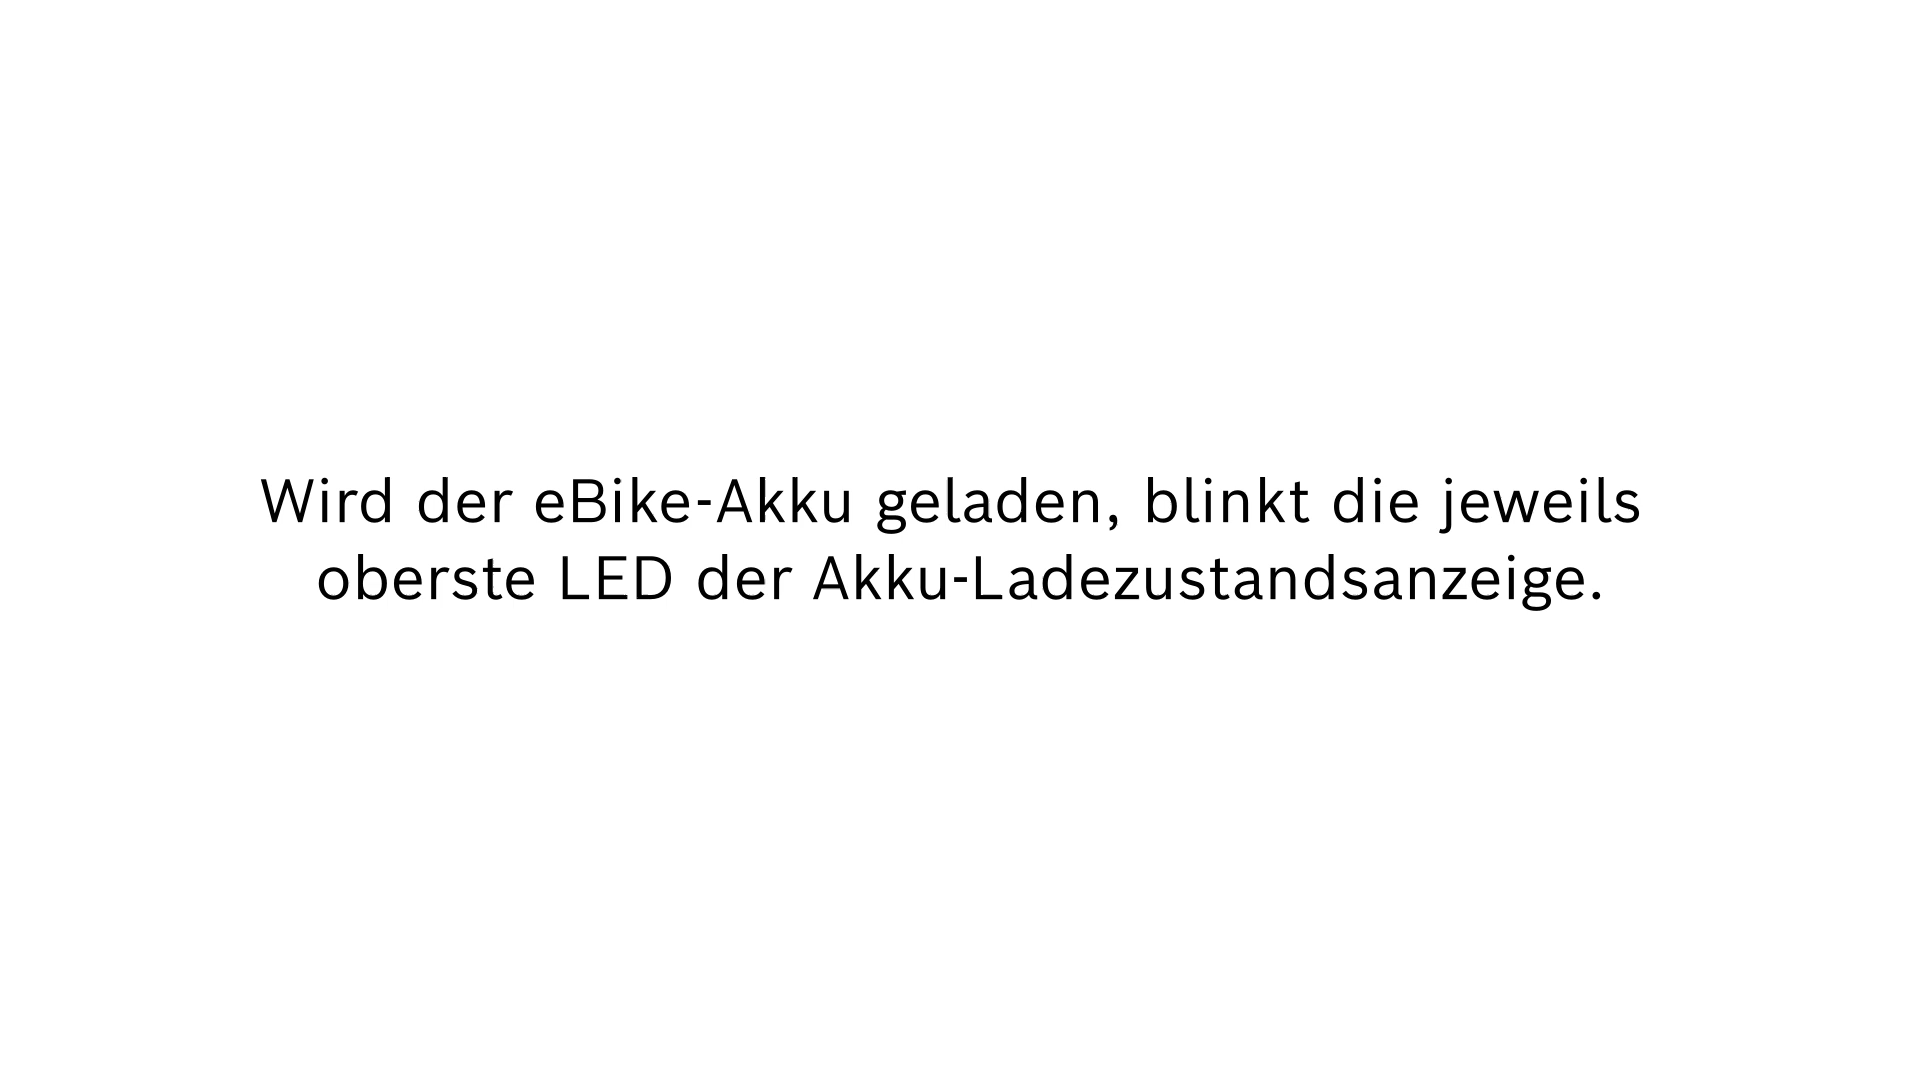 Wird der eBike-Akku geladen, blinkt die jeweils
oberste LED der Akku-Ladezustandsanzeige.